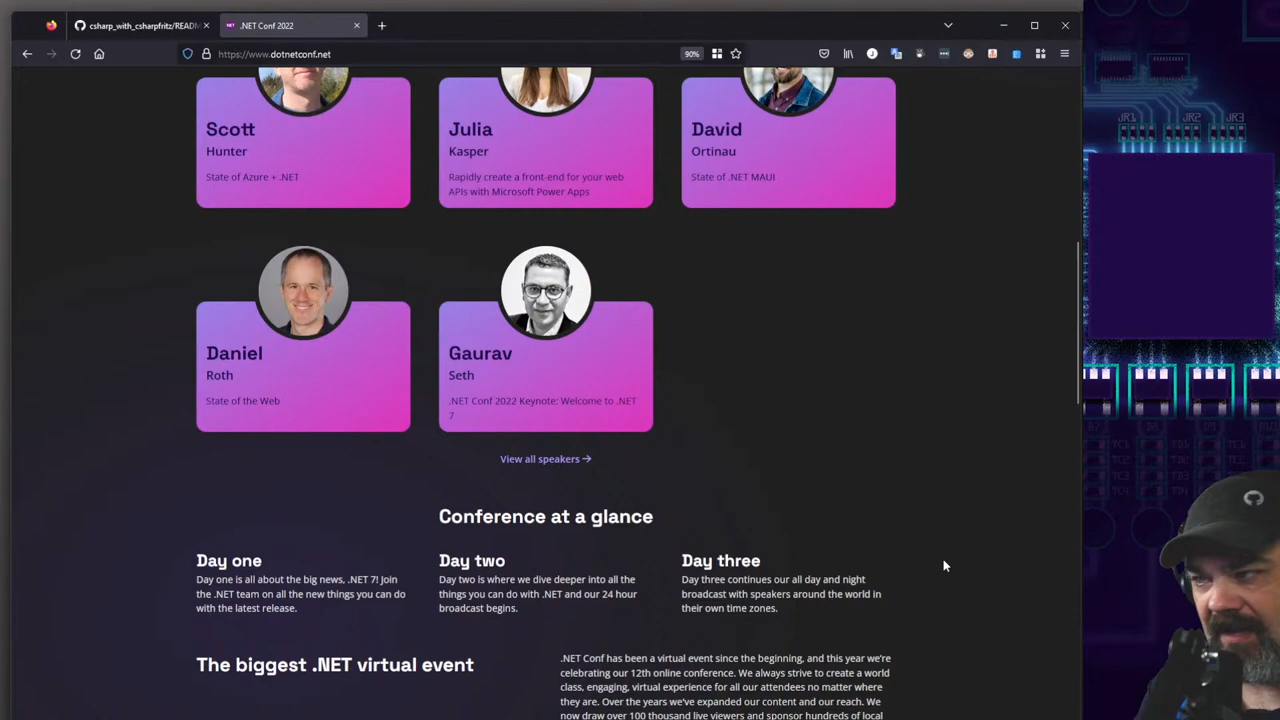 csharp_with_csharpfritz/READM
.NET Conf 2022
https://www.dotnetconf.net
90%
Scott
Hunter
State of Azure + .NET
Julia
Kasper
Rapidly create a front-end for your web
APIs with Microsoft Power Apps
David
Ortinau
State of .NET MAUI
Daniel
Roth
State of the Web
Gaurav
Seth
.NET Conf 2022 Keynote: Welcome to .NET
7
View all speakers
Conference at a glance
Day one
Day one is all about the big news, .NET 7! Join
the .NET team on all the new things you can do
with the latest release.
Day two
Day two is where we dive deeper into all the
things you can do with .NET and our 24 hour
broadcast begins.
Day three
Day three continues our all day and night
broadcast with speakers around the world in
their own time zones.
The biggest .NET virtual event
.NET Conf has been a virtual event since the beginning, and this year we're
celebrating our 12th online conference. We always strive to create a world
class, engaging, virtual experience for all our attendees no matter where
they are. Over the years we've expanded our content and our reach. We
now draw over 100 thousand live viewers and sponsor hundreds of local
JR1
JR2
JR3